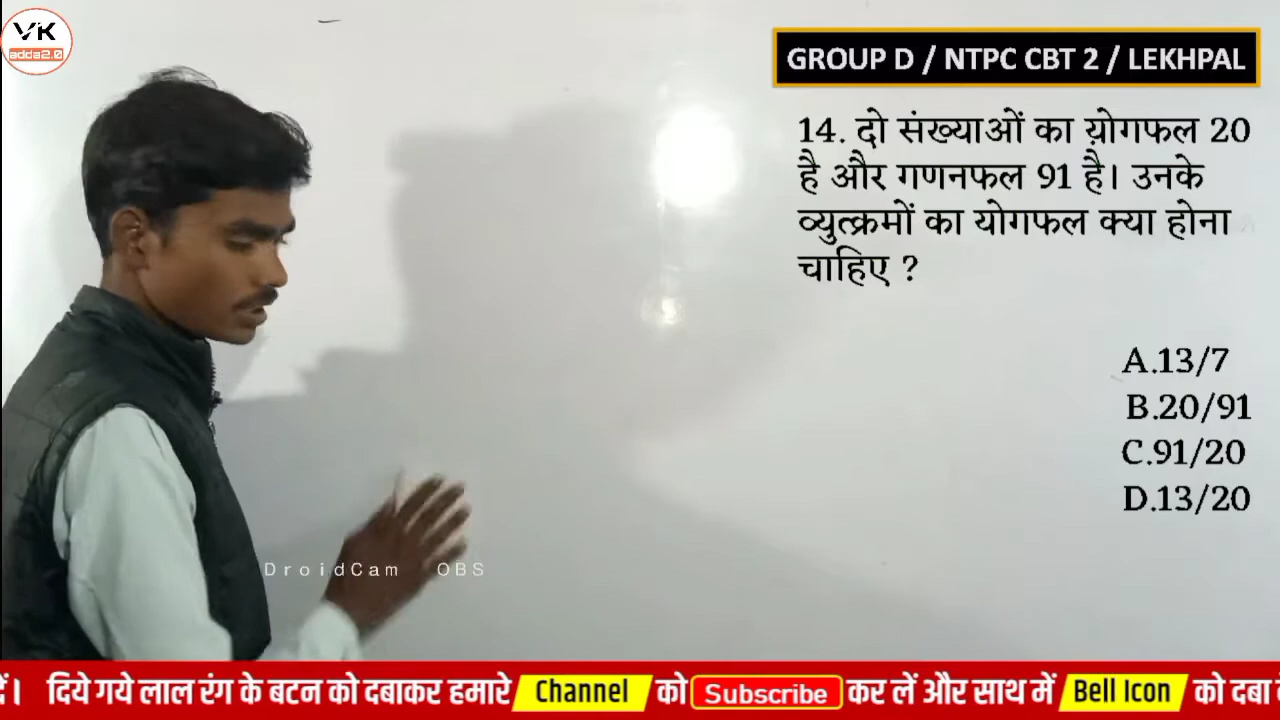 VK
adda2.0
GROUP D / NTPC CBT 2 / LEKHPAL
14. दो संख्याओं का य़ोगफल 20
है और गणनफल 91 है। उनके
व्युत्क्रमों का योगफल क्या होना
चाहिए ?
A.13/7
B.20/91
C.91/20
D.13/20
DroidCam OBS
दिये गये लाल रंग के बटन को दबाकर हमारे Channel को Subscribe कर लें और साथ में Bell Icon को दबा